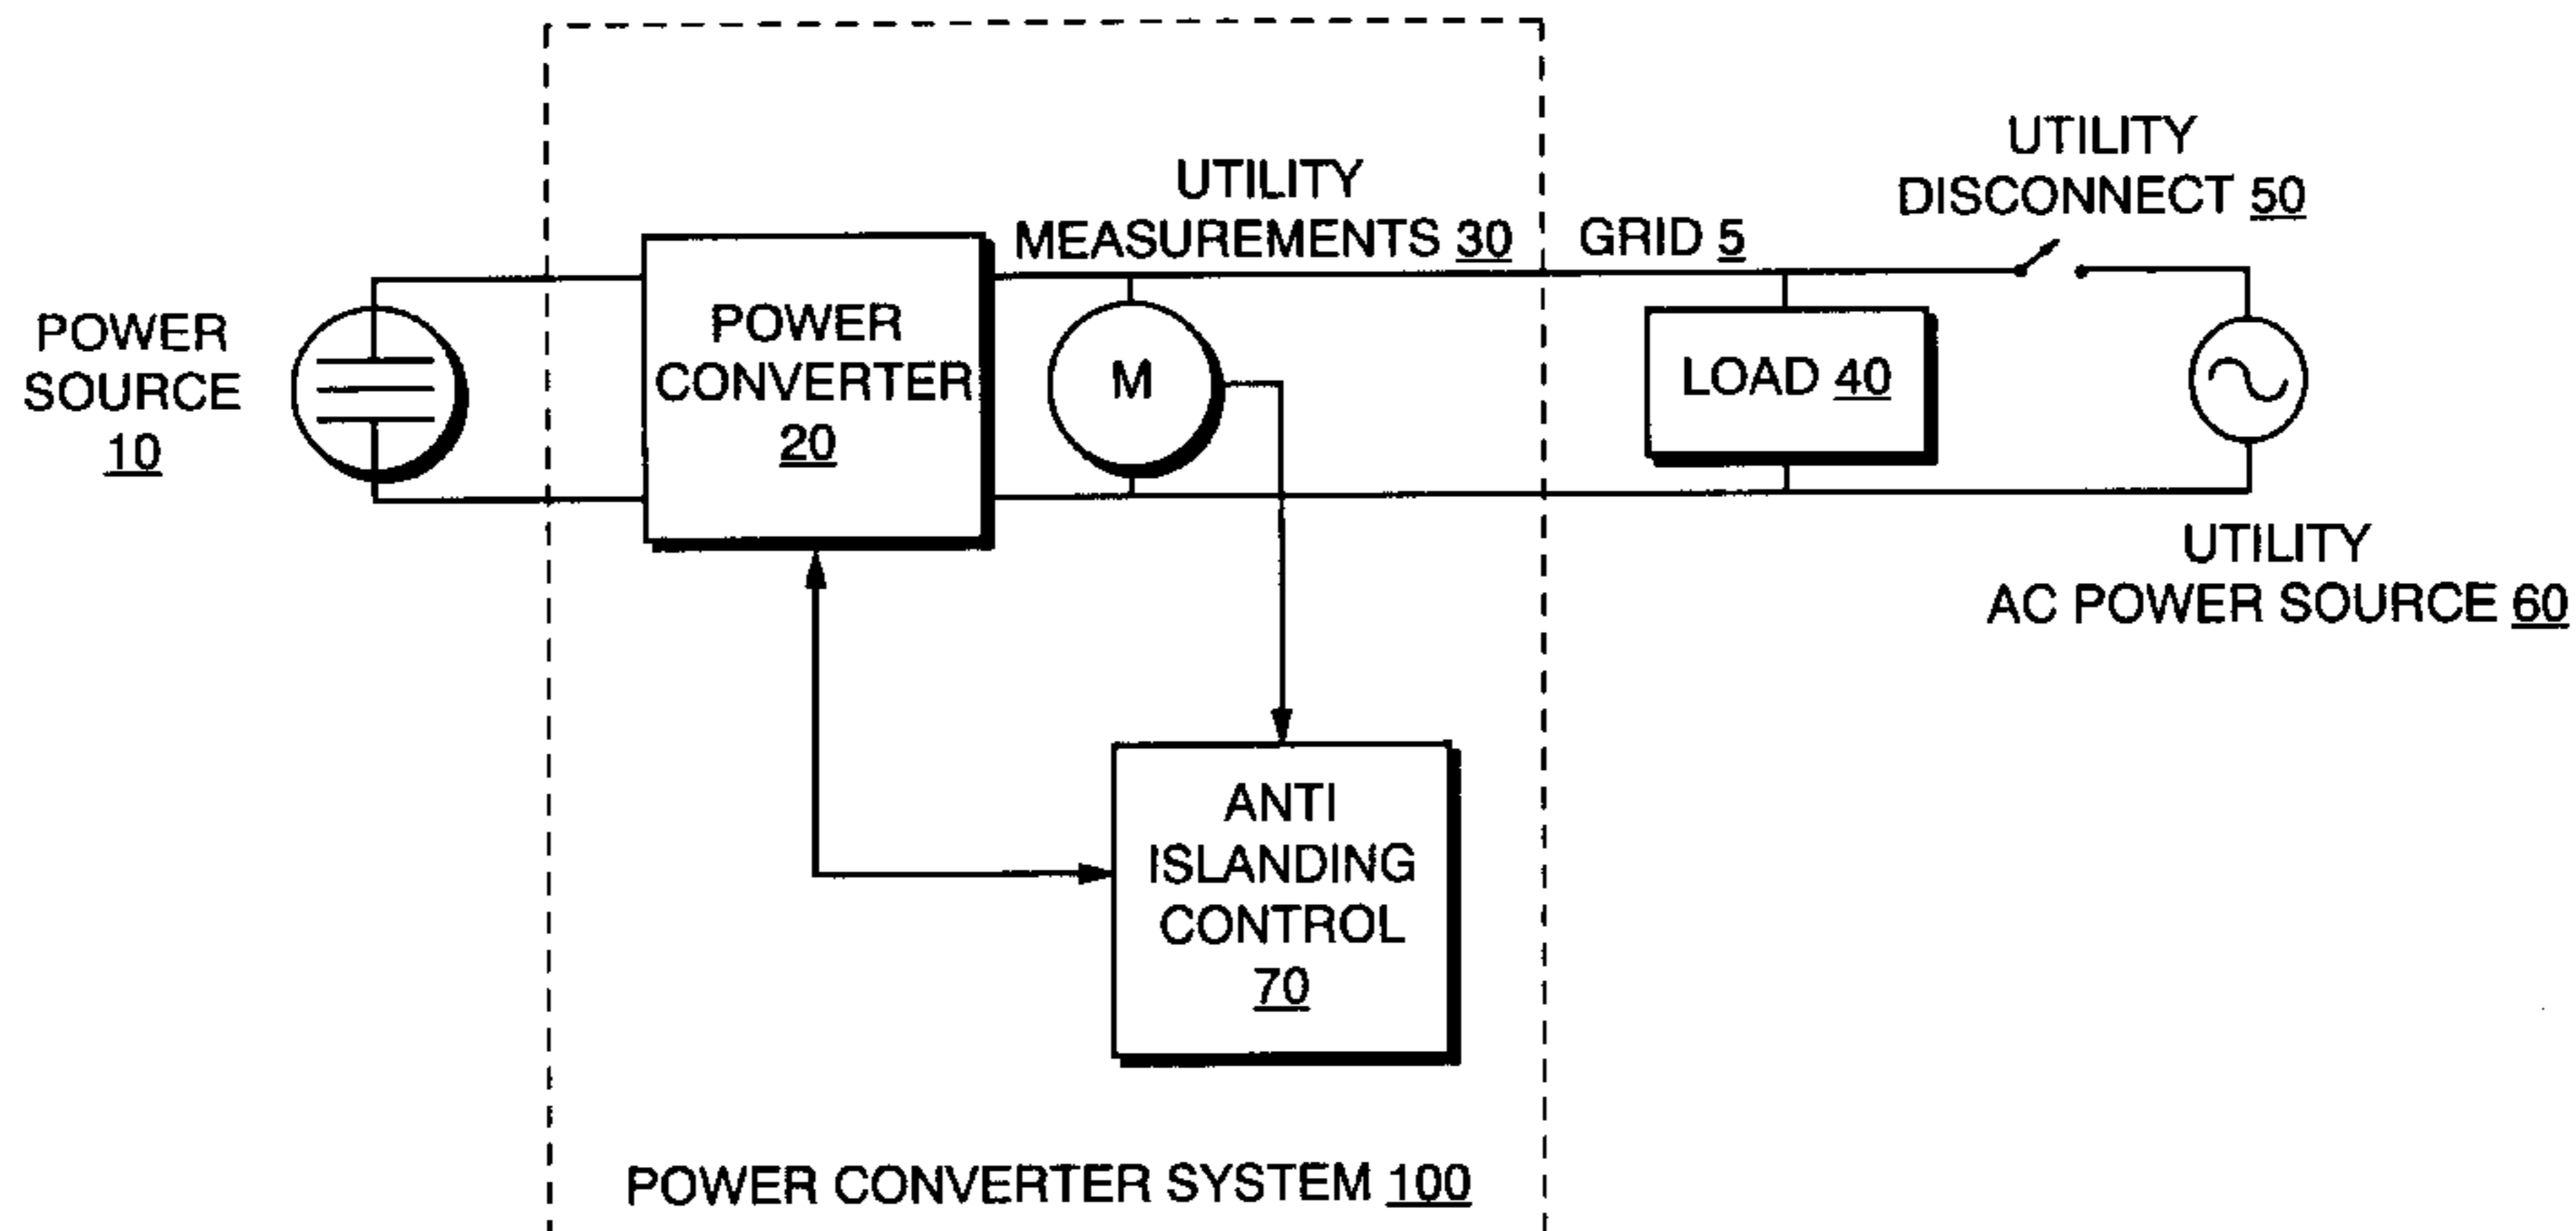 POWER
SOURCE
10
POWER
CONVERTER
20
UTILITY
MEASUREMENTS 30
M
GRID 5
LOAD 40
UTILITY
DISCONNECT 50
UTILITY
AC POWER SOURCE 60
ANTI
ISLANDING
CONTROL
70
POWER CONVERTER SYSTEM 100